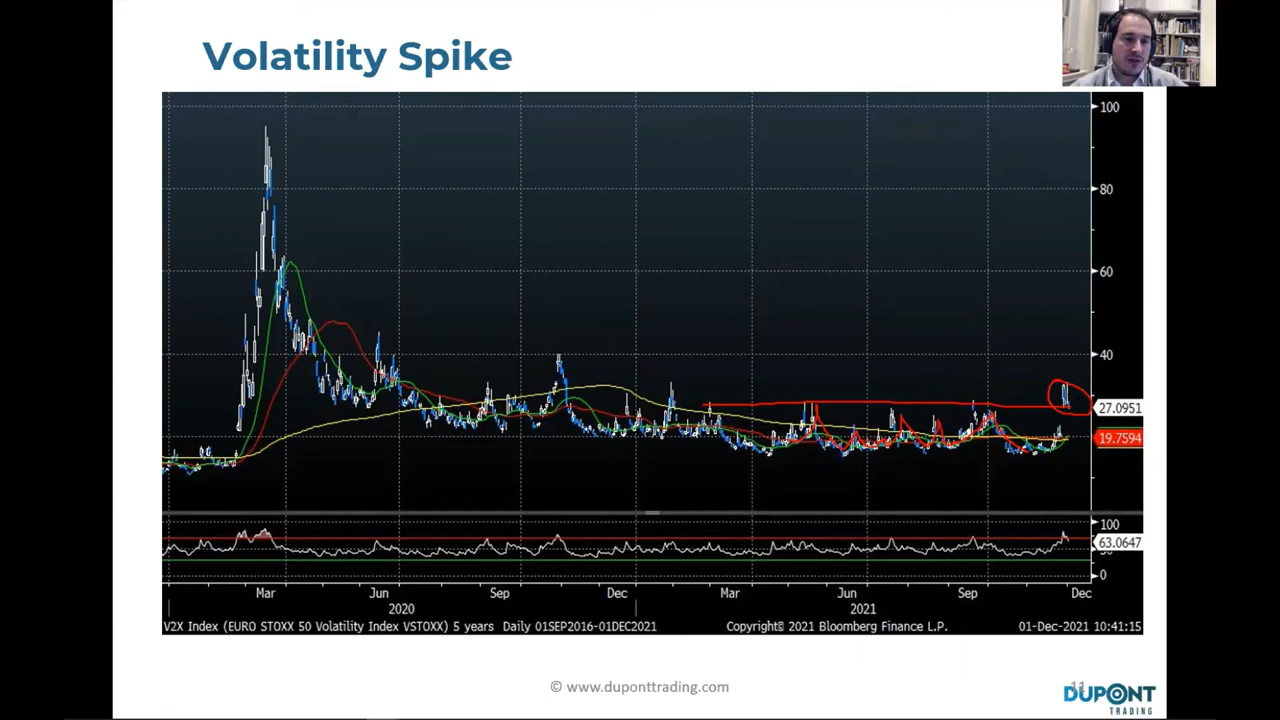 Volatility Spike
100
80
60
40
27.0951
19.7594
100
63.0647
0
Mar Jun Sep Dec Mar Jun Sep Dec
2020 2021
V2X Index (EURO STOXX 50 Volatility Index VSTOXX) 5 years Daily 01SEP2016-01DEC2021 Copyright© 2021 Bloomberg Finance L.P. 01-Dec-2021 10:41:15
© www.duponttrading.com
11
DUPONT
TRADING